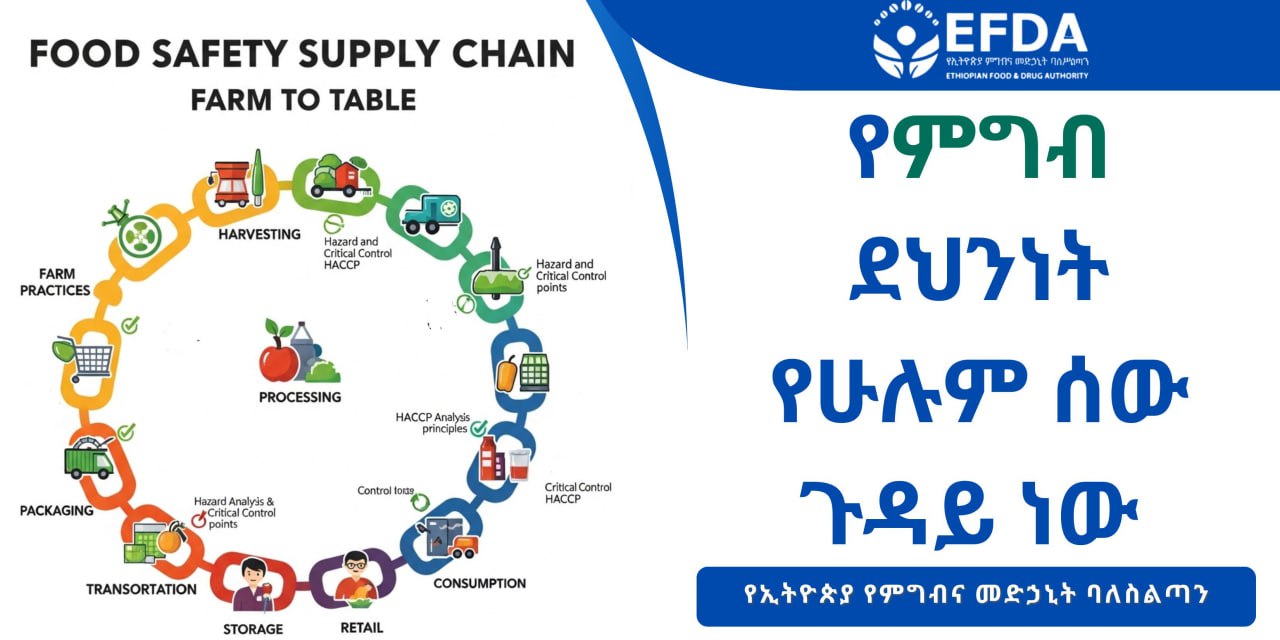 FOOD SAFETY SUPPLY CHAIN
FARM TO TABLE
HARVESTING
Hazard and
Critical Control
HACCP
Hazard and
Critical Control
points
FARM
PRACTICES
PROCESSING
HACCP Analysis
principles
Critical Control
HACCP
Control
Hazard Analysis &
Critical Control
points
PACKAGING
TRANSORTATION
CONSUMPTION
STORAGE
RETAIL
EFDA
የኢትዮጵያ ምግብና መድኃኒት ባለሥልጣን
ETHIOPIAN FOOD & DRUG AUTHORITY
የምግብ
ደህንነት
የሁሉም ሰው
ጉዳይ ነው
የኢትዮጵያ የምግብና መድኃኒት ባለስልጣን